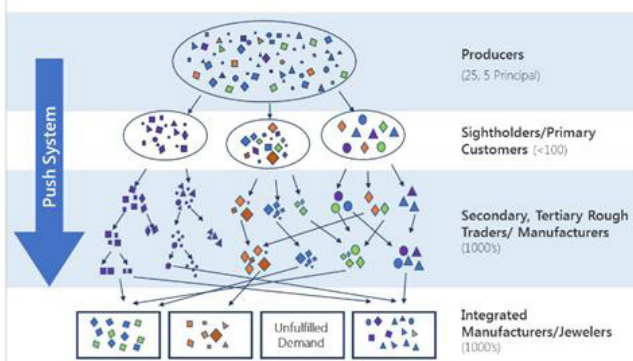 Push System
Producers
(25, 5 Principal)
Sightholders/Primary
Customers (<100)
Secondary, Tertiary Rough
Traders/ Manufacturers
(1000's)
Unfulfilled
Demand
Integrated
Manufacturers/Jewelers
(1000's)